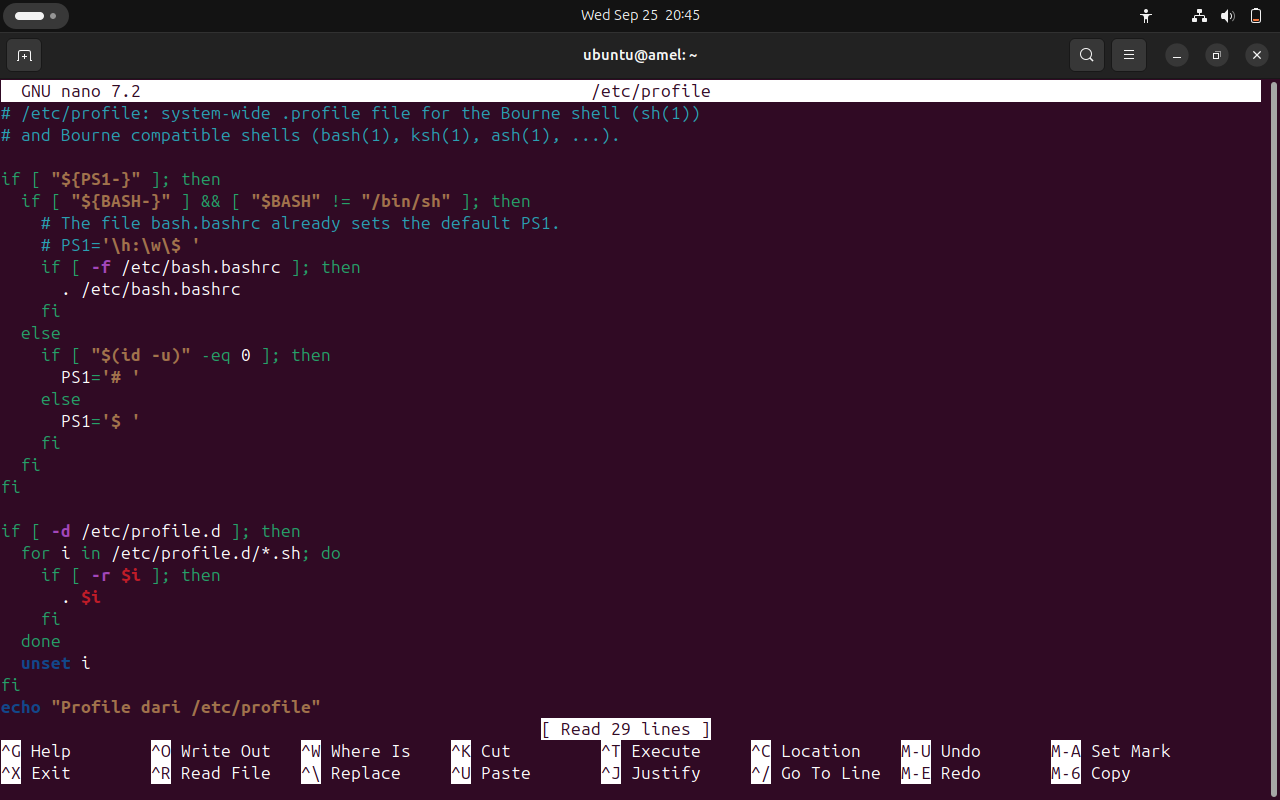 Wed Sep 25 20:45
ubuntu@amel: ~
GNU nano 7.2 /etc/profile
# /etc/profile: system-wide .profile file for the Bourne shell (sh(1))
# and Bourne compatible shells (bash(1), ksh(1), ash(1), ...).

if [ "${PS1-}" ]; then
  if [ "${BASH-}" ] && [ "$BASH" != "/bin/sh" ]; then
    # The file bash.bashrc already sets the default PS1.
    # PS1='\h:\w\$ '
    if [ -f /etc/bash.bashrc ]; then
      . /etc/bash.bashrc
    fi
  else
    if [ "$(id -u)" -eq 0 ]; then
      PS1='# '
    else
      PS1='$ '
    fi
  fi
fi

if [ -d /etc/profile.d ]; then
  for i in /etc/profile.d/*.sh; do
    if [ -r $i ]; then
      . $i
    fi
  done
  unset i
fi
echo "Profile dari /etc/profile"
[ Read 29 lines ]
^G Help ^O Write Out ^W Where Is ^K Cut ^T Execute ^C Location M-U Undo M-A Set Mark
^X Exit ^R Read File ^\ Replace ^U Paste ^J Justify ^/ Go To Line M-E Redo M-6 Copy